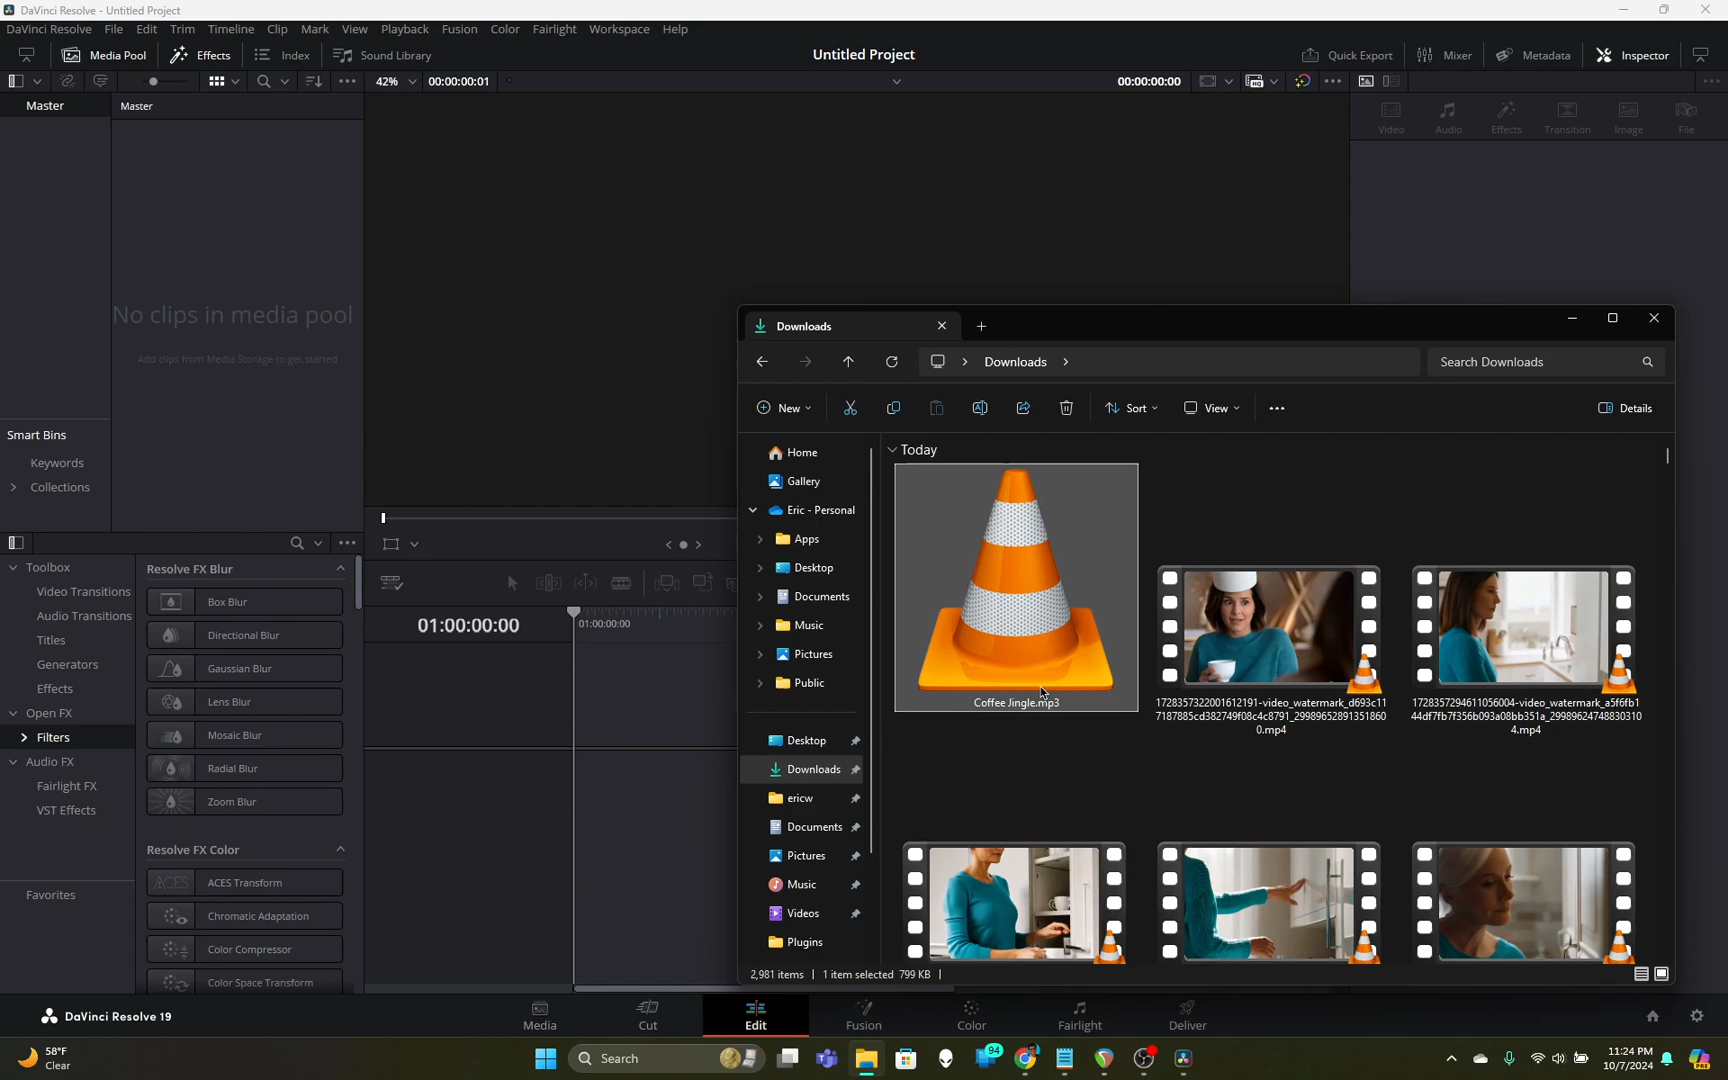 DaVinci Resolve - Untitled Project
DaVinci Resolve File Edit Trim Timeline Clip Mark View Playback Fusion Color Fairlight Workspace Help
Media Pool Effects Index Sound Library Untitled Project Quick Export Mixer Metadata Inspector
42% 00:00:00:01 00:00:00:00
Master Master
Video Audio Effects Transition Image File
No clips in media pool
Add clips from Media Storage to get started
Smart Bins
Keywords
Collections
Toolbox
Video Transitions
Audio Transitions
Titles
Generators
Effects
Open FX
Filters
Audio FX
Fairlight FX
VST Effects
Favorites
Resolve FX Blur
Box Blur
Directional Blur
Gaussian Blur
Lens Blur
Mosaic Blur
Radial Blur
Zoom Blur
Resolve FX Color
ACES Transform
Chromatic Adaptation
Color Compressor
Color Space Transform
01:00:00:00
01:00:00:00
Downloads
Downloads
Search Downloads
New Sort View Details
Home
Gallery
Eric - Personal
Apps
Desktop
Documents
Music
Pictures
Public
Desktop
Downloads
ericw
Documents
Pictures
Music
Videos
Plugins
Today
Coffee Jingle.mp3
1728357322001612191-video_watermark_d693c11
7187885cd382749f08c4c8791_29989652891351860
0.mp4
1728357294611056004-video_watermark_a5f6fb1
44df7fb7f356b093a08bb351a_29989624748830310
4.mp4
2,981 items 1 item selected 799 KB
DaVinci Resolve 19
Media Cut Edit Fusion Color Fairlight Deliver
58°F
Clear
Search
94
11:24 PM
10/7/2024
PRE